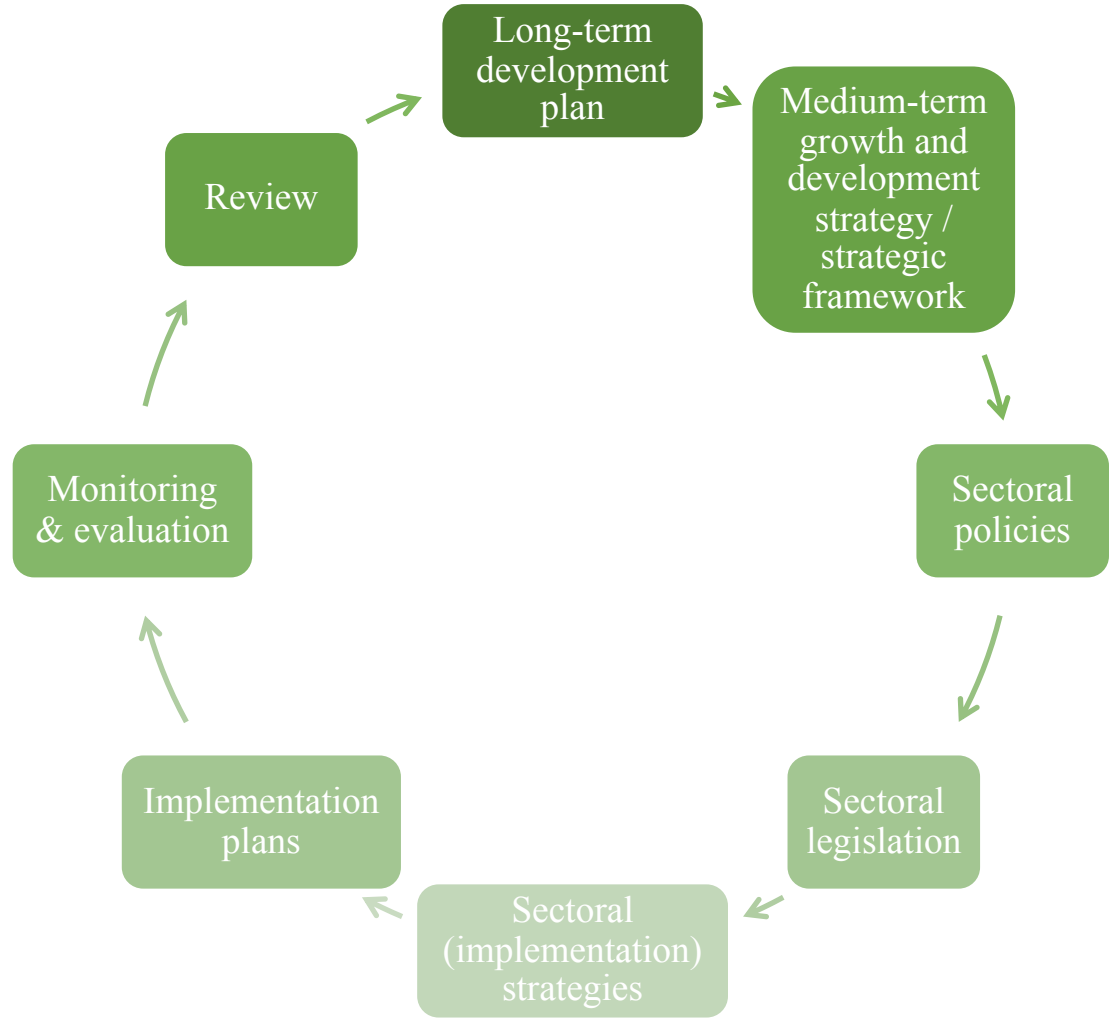 Long-term
development
plan
Medium-term
growth and
development
strategy /
strategic
framework
Sectoral
policies
Sectoral
legislation
Sectoral
(implementation)
strategies
Implementation
plans
Monitoring
& evaluation
Review